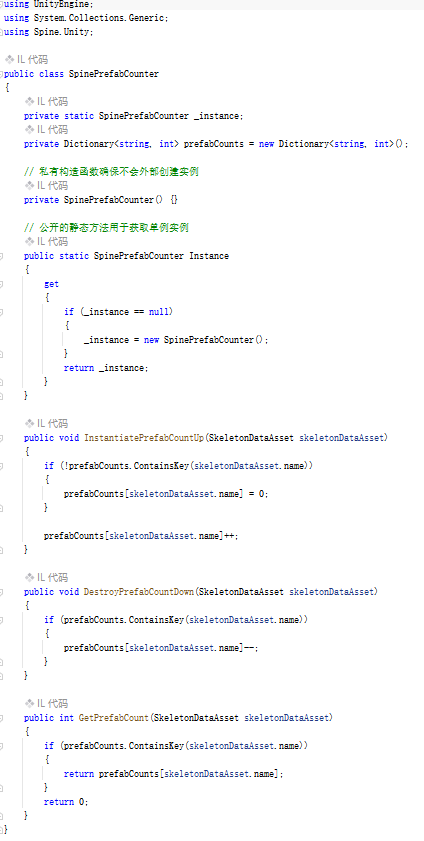 using UnityEngine;
using System.Collections.Generic;
using Spine.Unity;
IL 代码
public class SpinePrefabCounter
{
IL 代码
private static SpinePrefabCounter _instance;
IL 代码
private Dictionary<string, int> prefabCounts = new Dictionary<string, int>();
// 私有构造函数确保不会外部创建实例
IL 代码
private SpinePrefabCounter() {}
// 公开的静态方法用于获取单例实例
IL 代码
public static SpinePrefabCounter Instance
{
get
{
if (_instance == null)
{
_instance = new SpinePrefabCounter();
}
return _instance;
}
}
IL 代码
public void InstantiatePrefabCountUp(SkeletonDataAsset skeletonDataAsset)
{
if (!prefabCounts.ContainsKey(skeletonDataAsset.name))
{
prefabCounts[skeletonDataAsset.name] = 0;
}
prefabCounts[skeletonDataAsset.name]++;
}
IL 代码
public void DestroyPrefabCountDown(SkeletonDataAsset skeletonDataAsset)
{
if (prefabCounts.ContainsKey(skeletonDataAsset.name))
{
prefabCounts[skeletonDataAsset.name]--;
}
}
IL 代码
public int GetPrefabCount(SkeletonDataAsset skeletonDataAsset)
{
if (prefabCounts.ContainsKey(skeletonDataAsset.name))
{
return prefabCounts[skeletonDataAsset.name];
}
return 0;
}
}